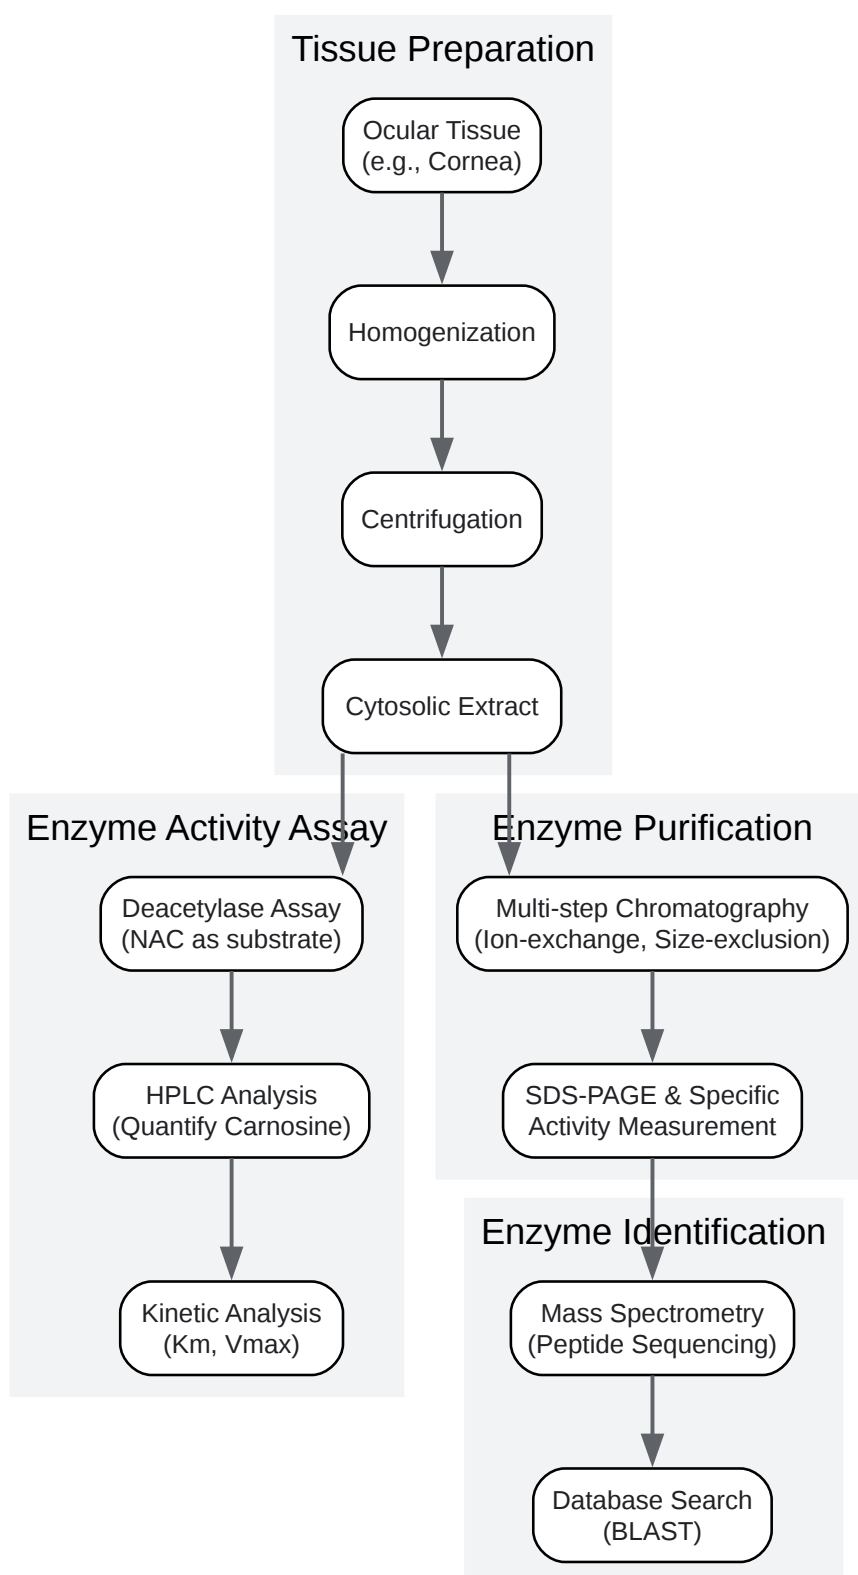 Tissue Preparation
Ocular Tissue
(e.g., Cornea)
Homogenization
Centrifugation
Cytosolic Extract
Enzyme Activity Assay
Deacetylase Assay
(NAC as substrate)
HPLC Analysis
(Quantify Carnosine)
Kinetic Analysis
(Km, Vmax)
Enzyme Purification
Multi-step Chromatography
(Ion-exchange, Size-exclusion)
SDS-PAGE & Specific
Activity Measurement
Enzyme Identification
Mass Spectrometry
(Peptide Sequencing)
Database Search
(BLAST)